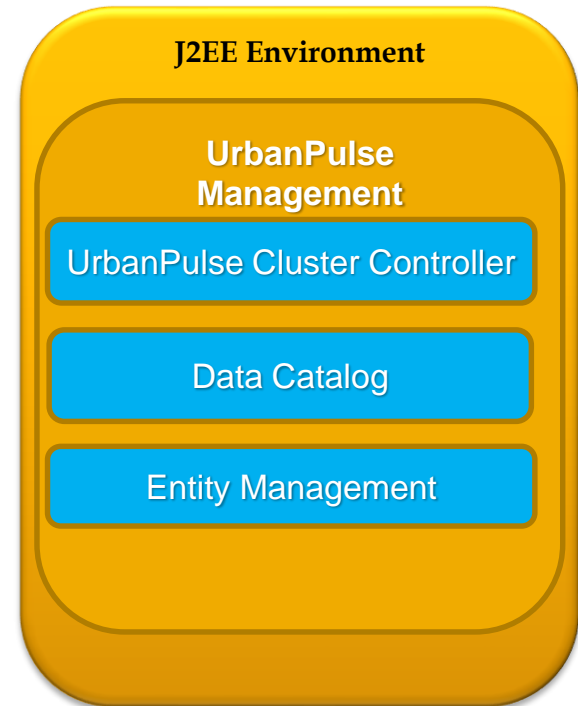 J2EE Environment
UrbanPulse
Management
UrbanPulse Cluster Controller
Data Catalog
Entity Management